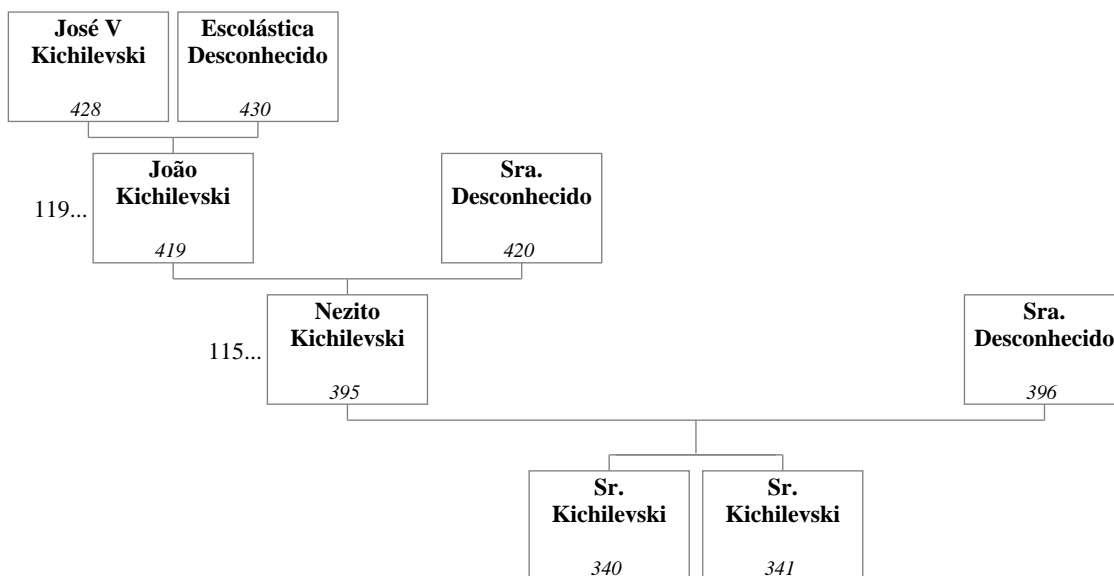 José V
Kichilevski
428
Escolástica
Desconhecido
430
119...
João
Kichilevski
419
Sra.
Desconhecido
420
115...
Nezito
Kichilevski
395
Sra.
Desconhecido
396
Sr.
Kichilevski
340
Sr.
Kichilevski
341